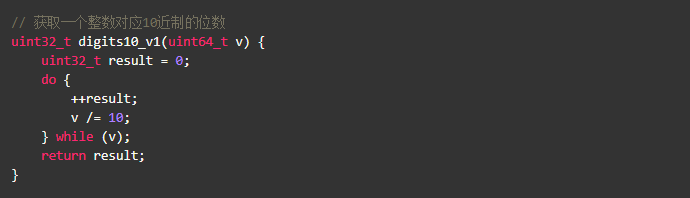 // 获取一个整数对应10近制的位数
uint32_t digits10_v1(uint64_t v) {
    uint32_t result = 0;
    do {
        ++result;
        v /= 10;
    } while (v);
    return result;
}